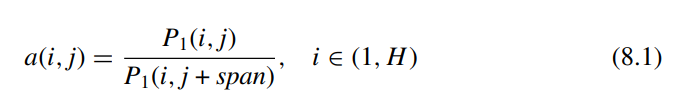 a(i, j) = P₁(i, j) / P₁(i, j + span), i ∈ (1, H) (8.1)